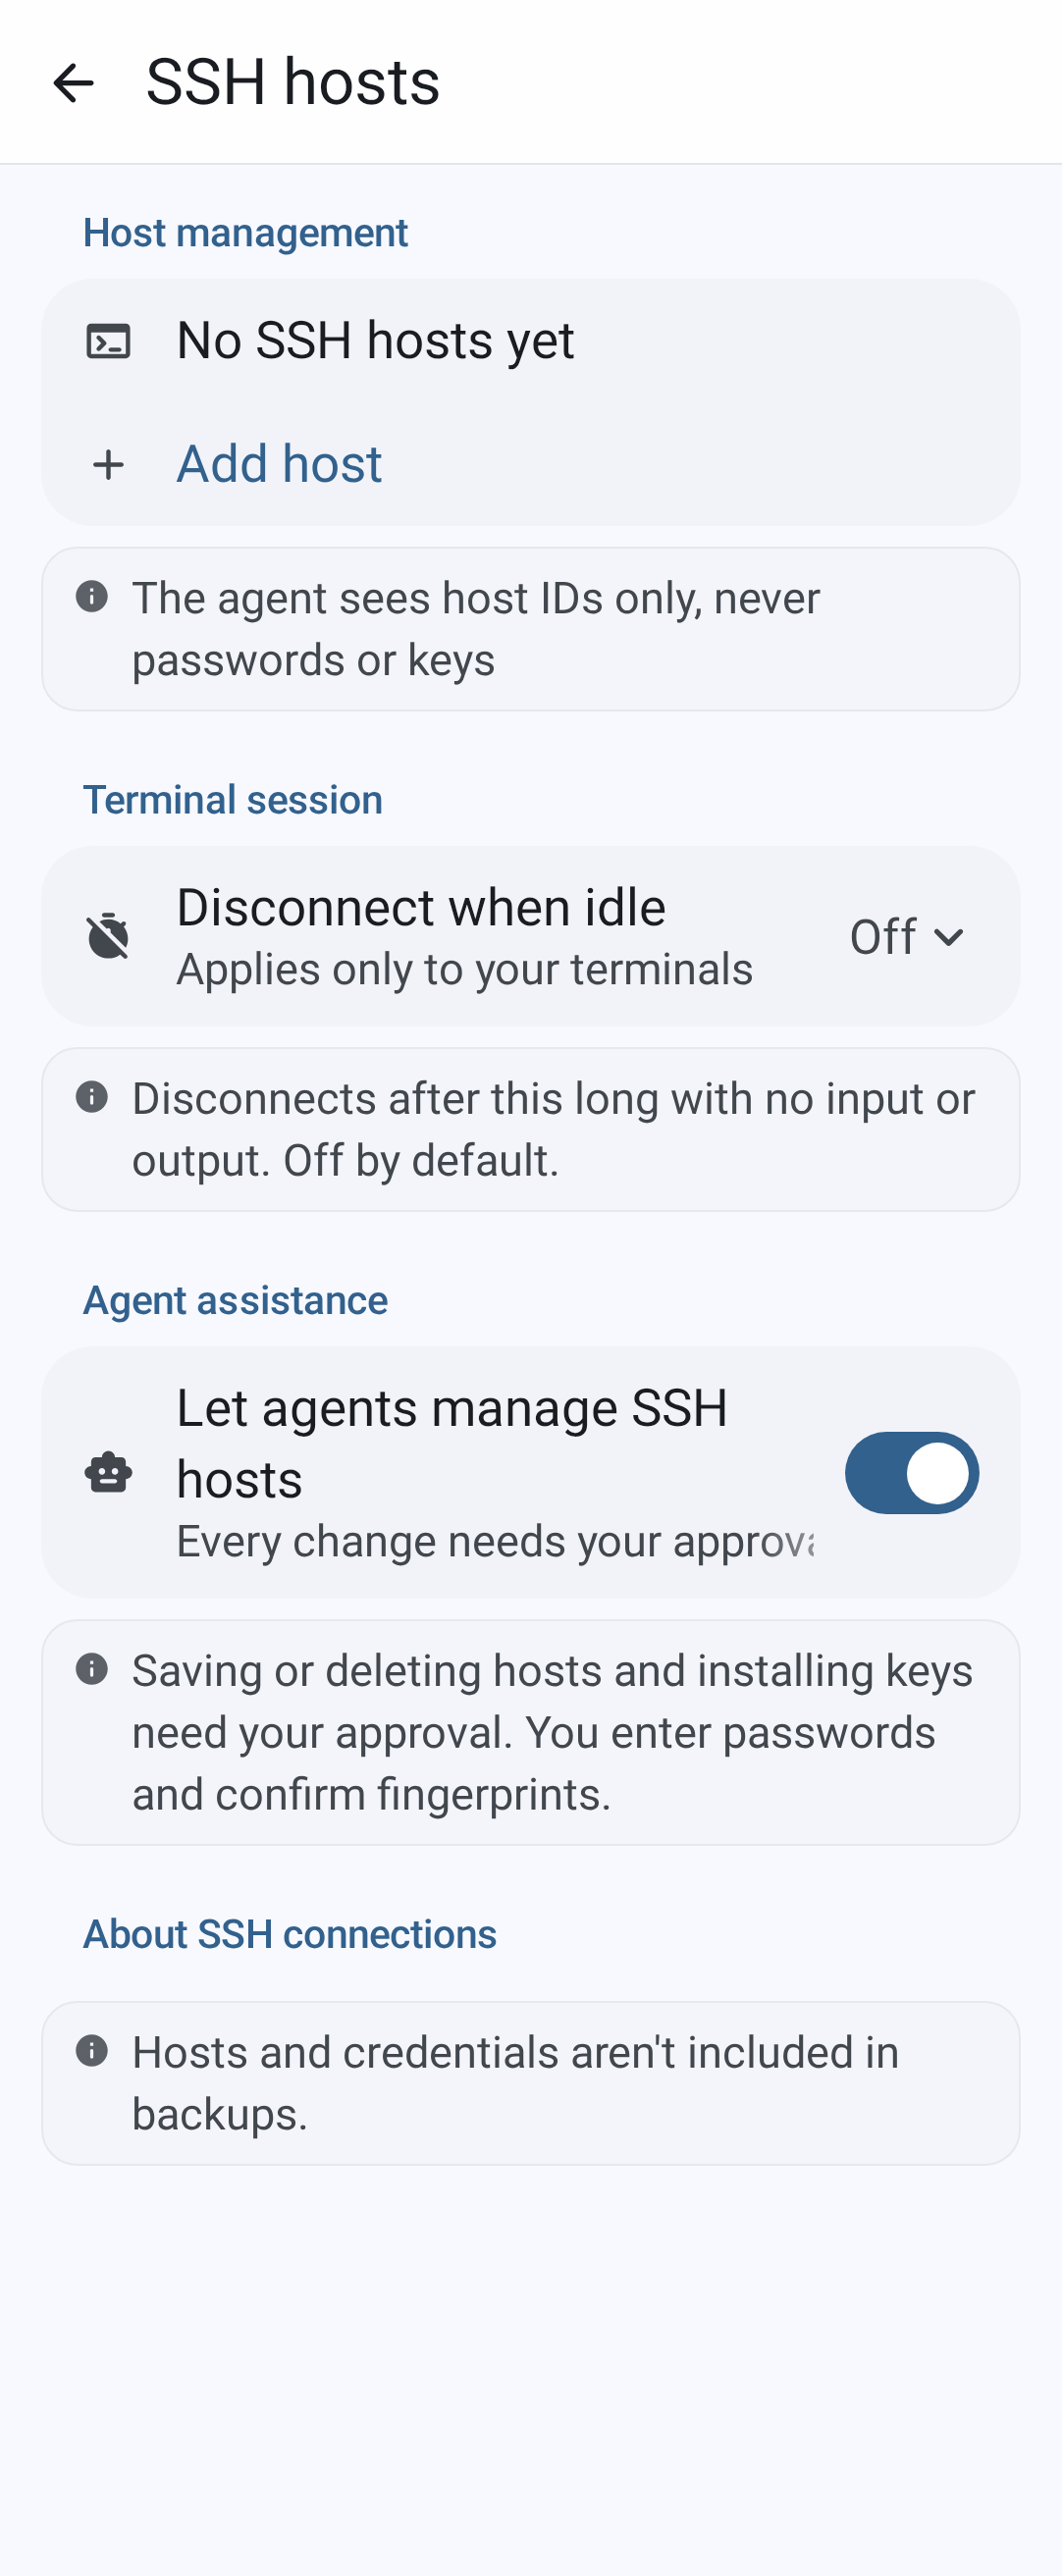 SSH hosts
Host management
No SSH hosts yet
Add host
The agent sees host IDs only, never
passwords or keys
Terminal session
Disconnect when idle
Applies only to your terminals
Off
Disconnects after this long with no input or
output. Off by default.
Agent assistance
Let agents manage SSH
hosts
Every change needs your
Saving or deleting hosts and installing keys
need your approval. You enter passwords
and confirm fingerprints.
About SSH connections
Hosts and credentials aren't included in
backups.